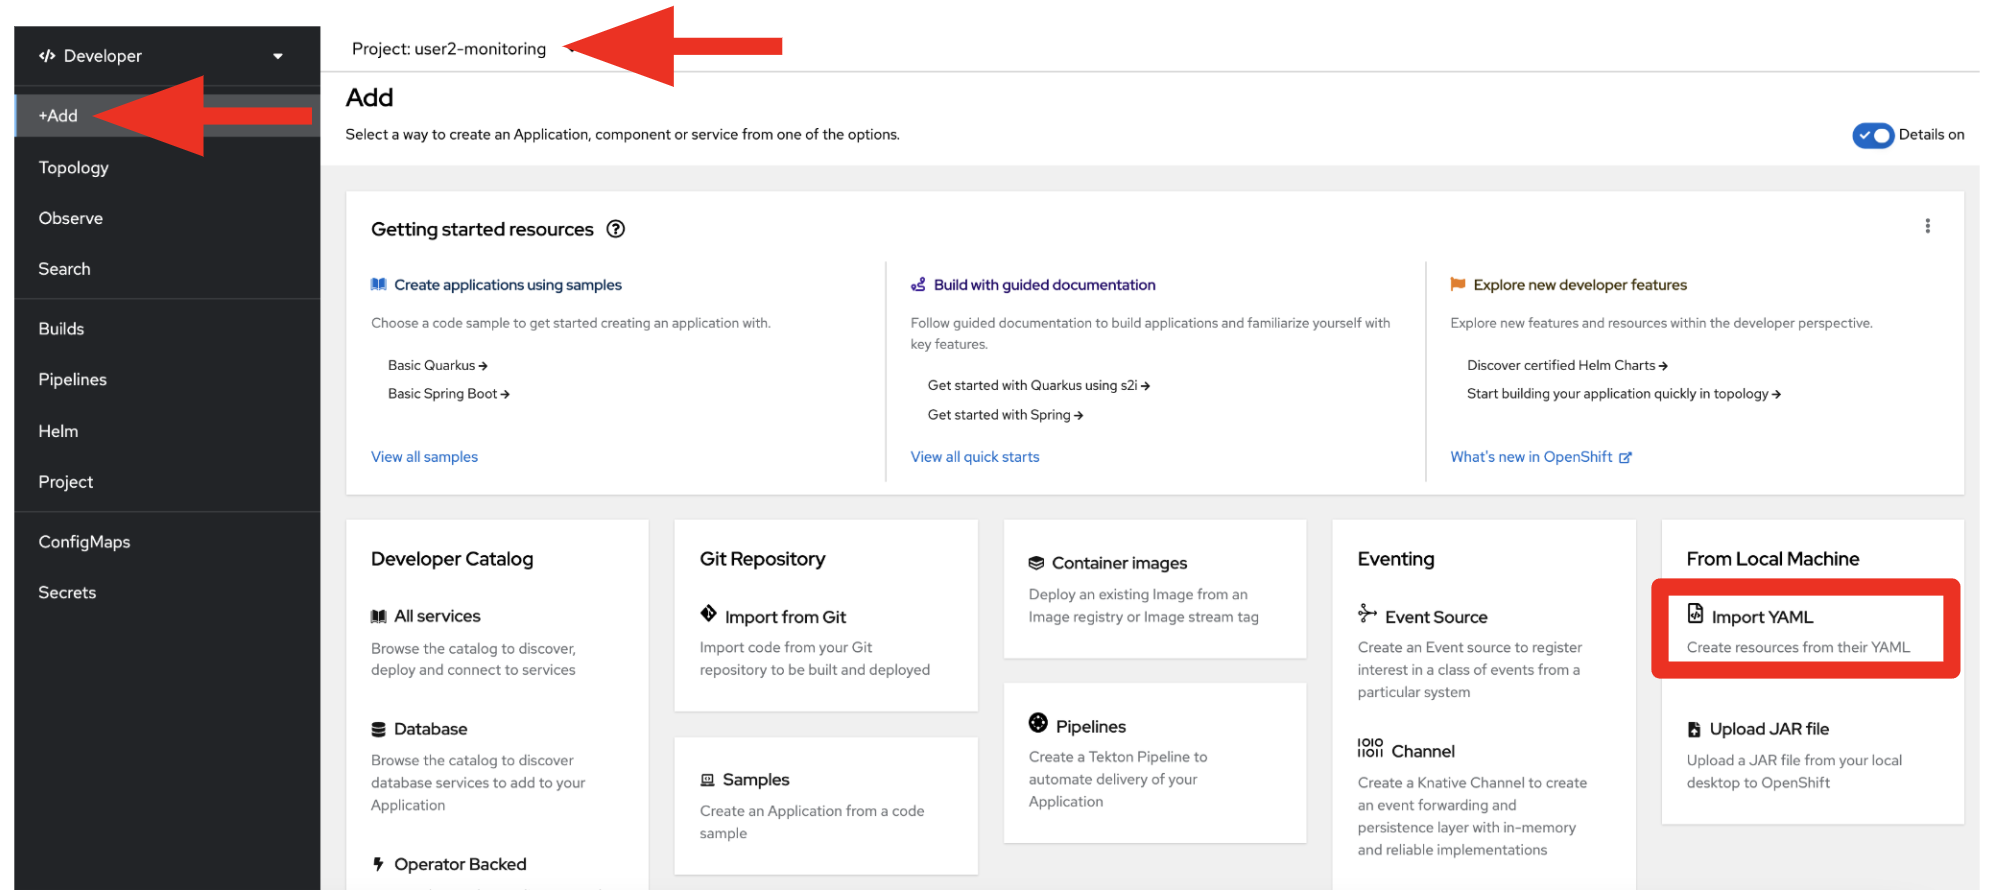 Developer
+Add
Topology
Observe
Search
Builds
Pipelines
Helm
Project
ConfigMaps
Secrets
Project: user2-monitoring
Add
Select a way to create an Application, component or service from one of the options.
Details on
Getting started resources
Create applications using samples
Choose a code sample to get started creating an application with.
Basic Quarkus
Basic Spring Boot
View all samples
Build with guided documentation
Follow guided documentation to build applications and familiarize yourself with
key features.
Get started with Quarkus using s2i
Get started with Spring
View all quick starts
Explore new developer features
Explore new features and resources within the developer perspective.
Discover certified Helm Charts
Start building your application quickly in topology
What's new in OpenShift
Developer Catalog
All services
Browse the catalog to discover,
deploy and connect to services
Database
Browse the catalog to discover
database services to add to your
Application
Operator Backed
Git Repository
Import from Git
Import code from your Git
repository to be built and deployed
Samples
Create an Application from a code
sample
Container images
Deploy an existing Image from an
Image registry or Image stream tag
Pipelines
Create a Tekton Pipeline to
automate delivery of your
Application
Eventing
Event Source
Create an Event source to register
interest in a class of events from a
particular system
Channel
Create a Knative Channel to create
an event forwarding and
persistence layer with in-memory
and reliable implementations
From Local Machine
Import YAML
Create resources from their YAML
Upload JAR file
Upload a JAR file from your local
desktop to OpenShift